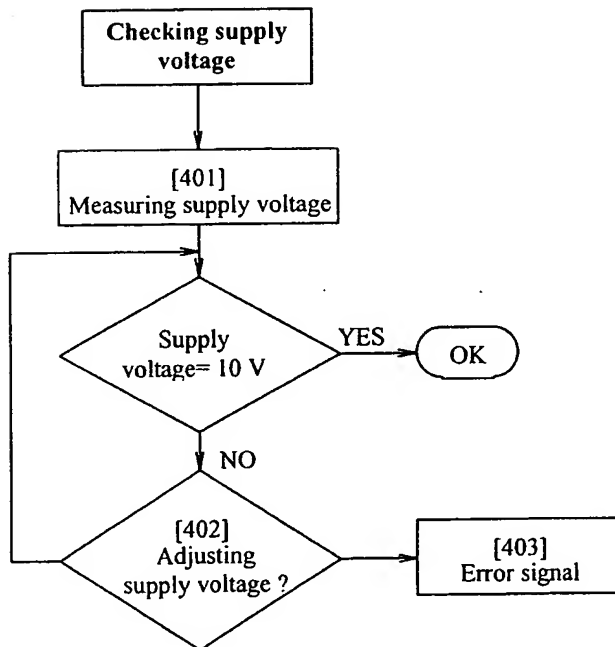 Checking supply
voltage
[401]
Measuring supply voltage
Supply
voltage= 10 V
YES
OK
NO
[402]
Adjusting
supply voltage ?
[403]
Error signal